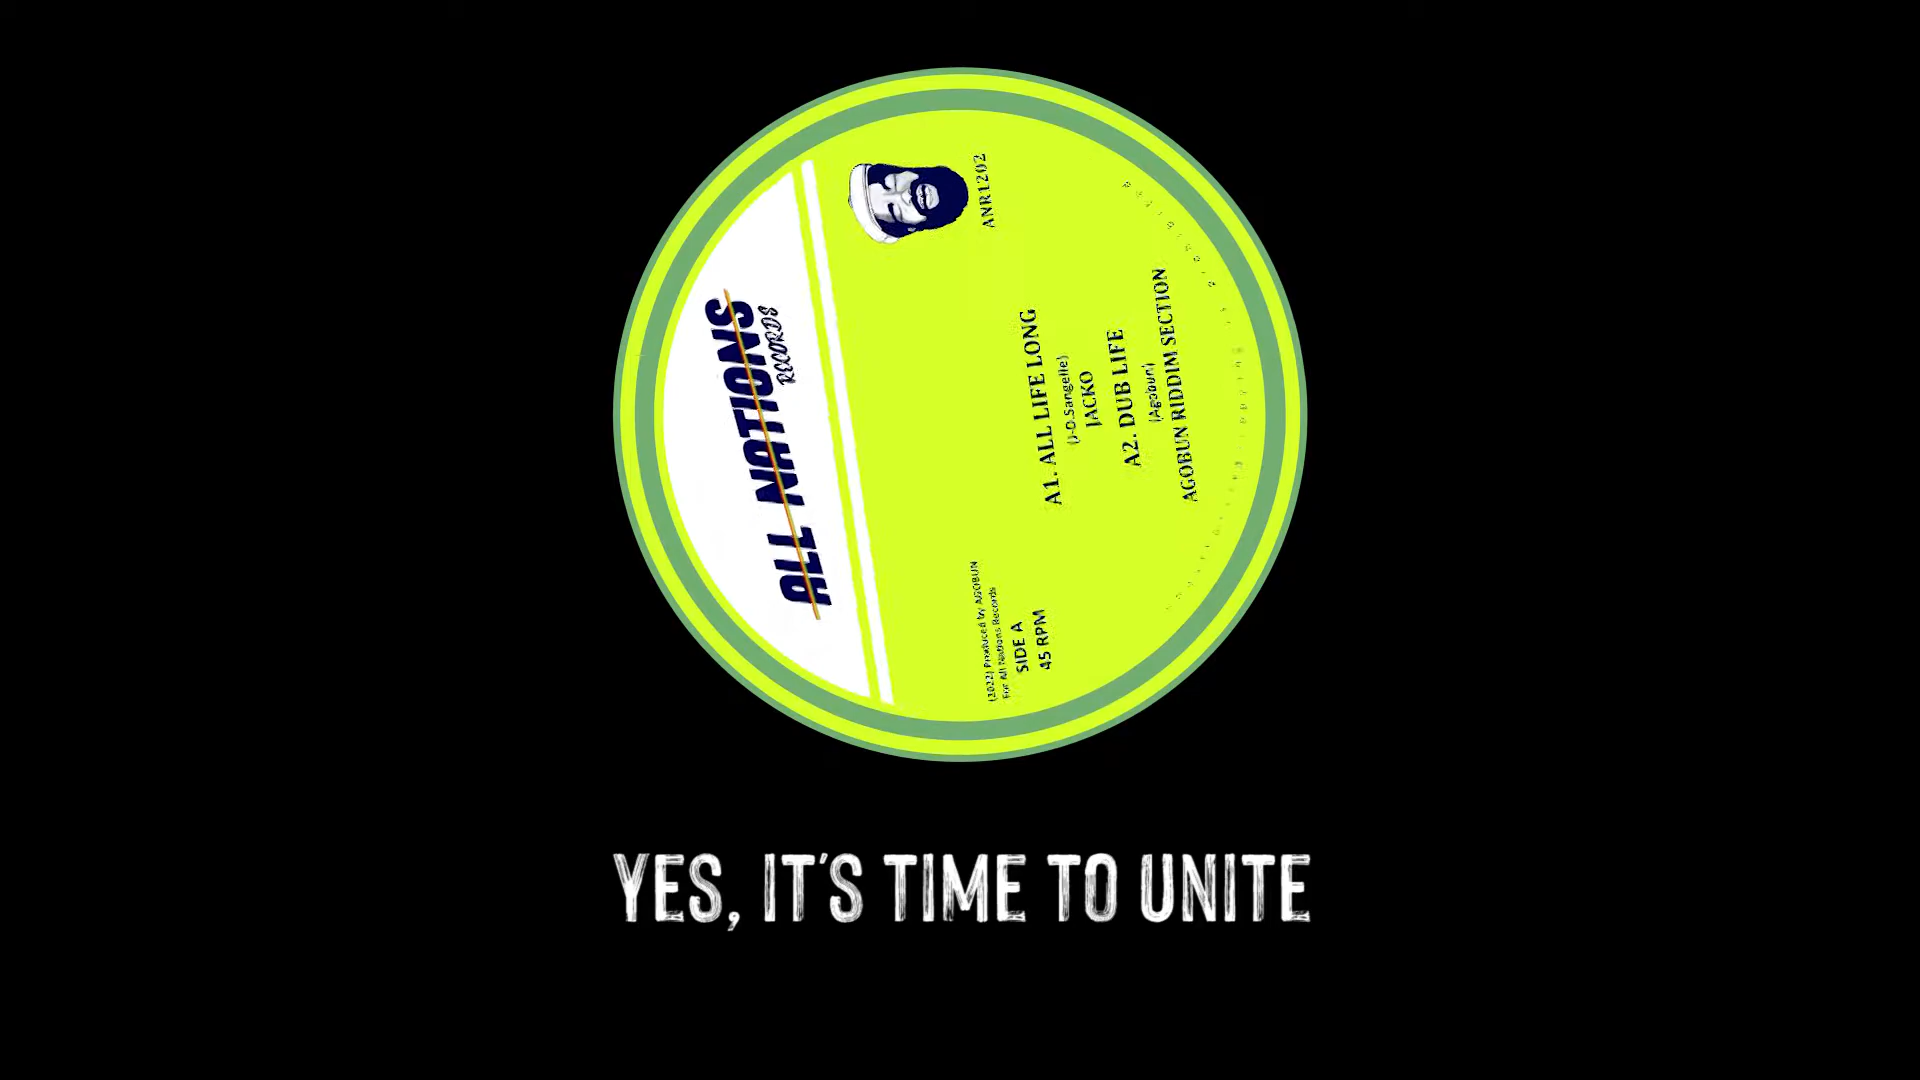 ALL NATIONS
RECORDS
ANR1202
A1. ALL LIFE LONG
(J-D.Sangette)
JACKO
A2. DUB LIFE
(Agobun)
AGOBUN RIDDIM SECTION
(2022) Produced by AGOBUN
For All Nations Records
SIDE A
45 RPM
YES, IT'S TIME TO UNITE